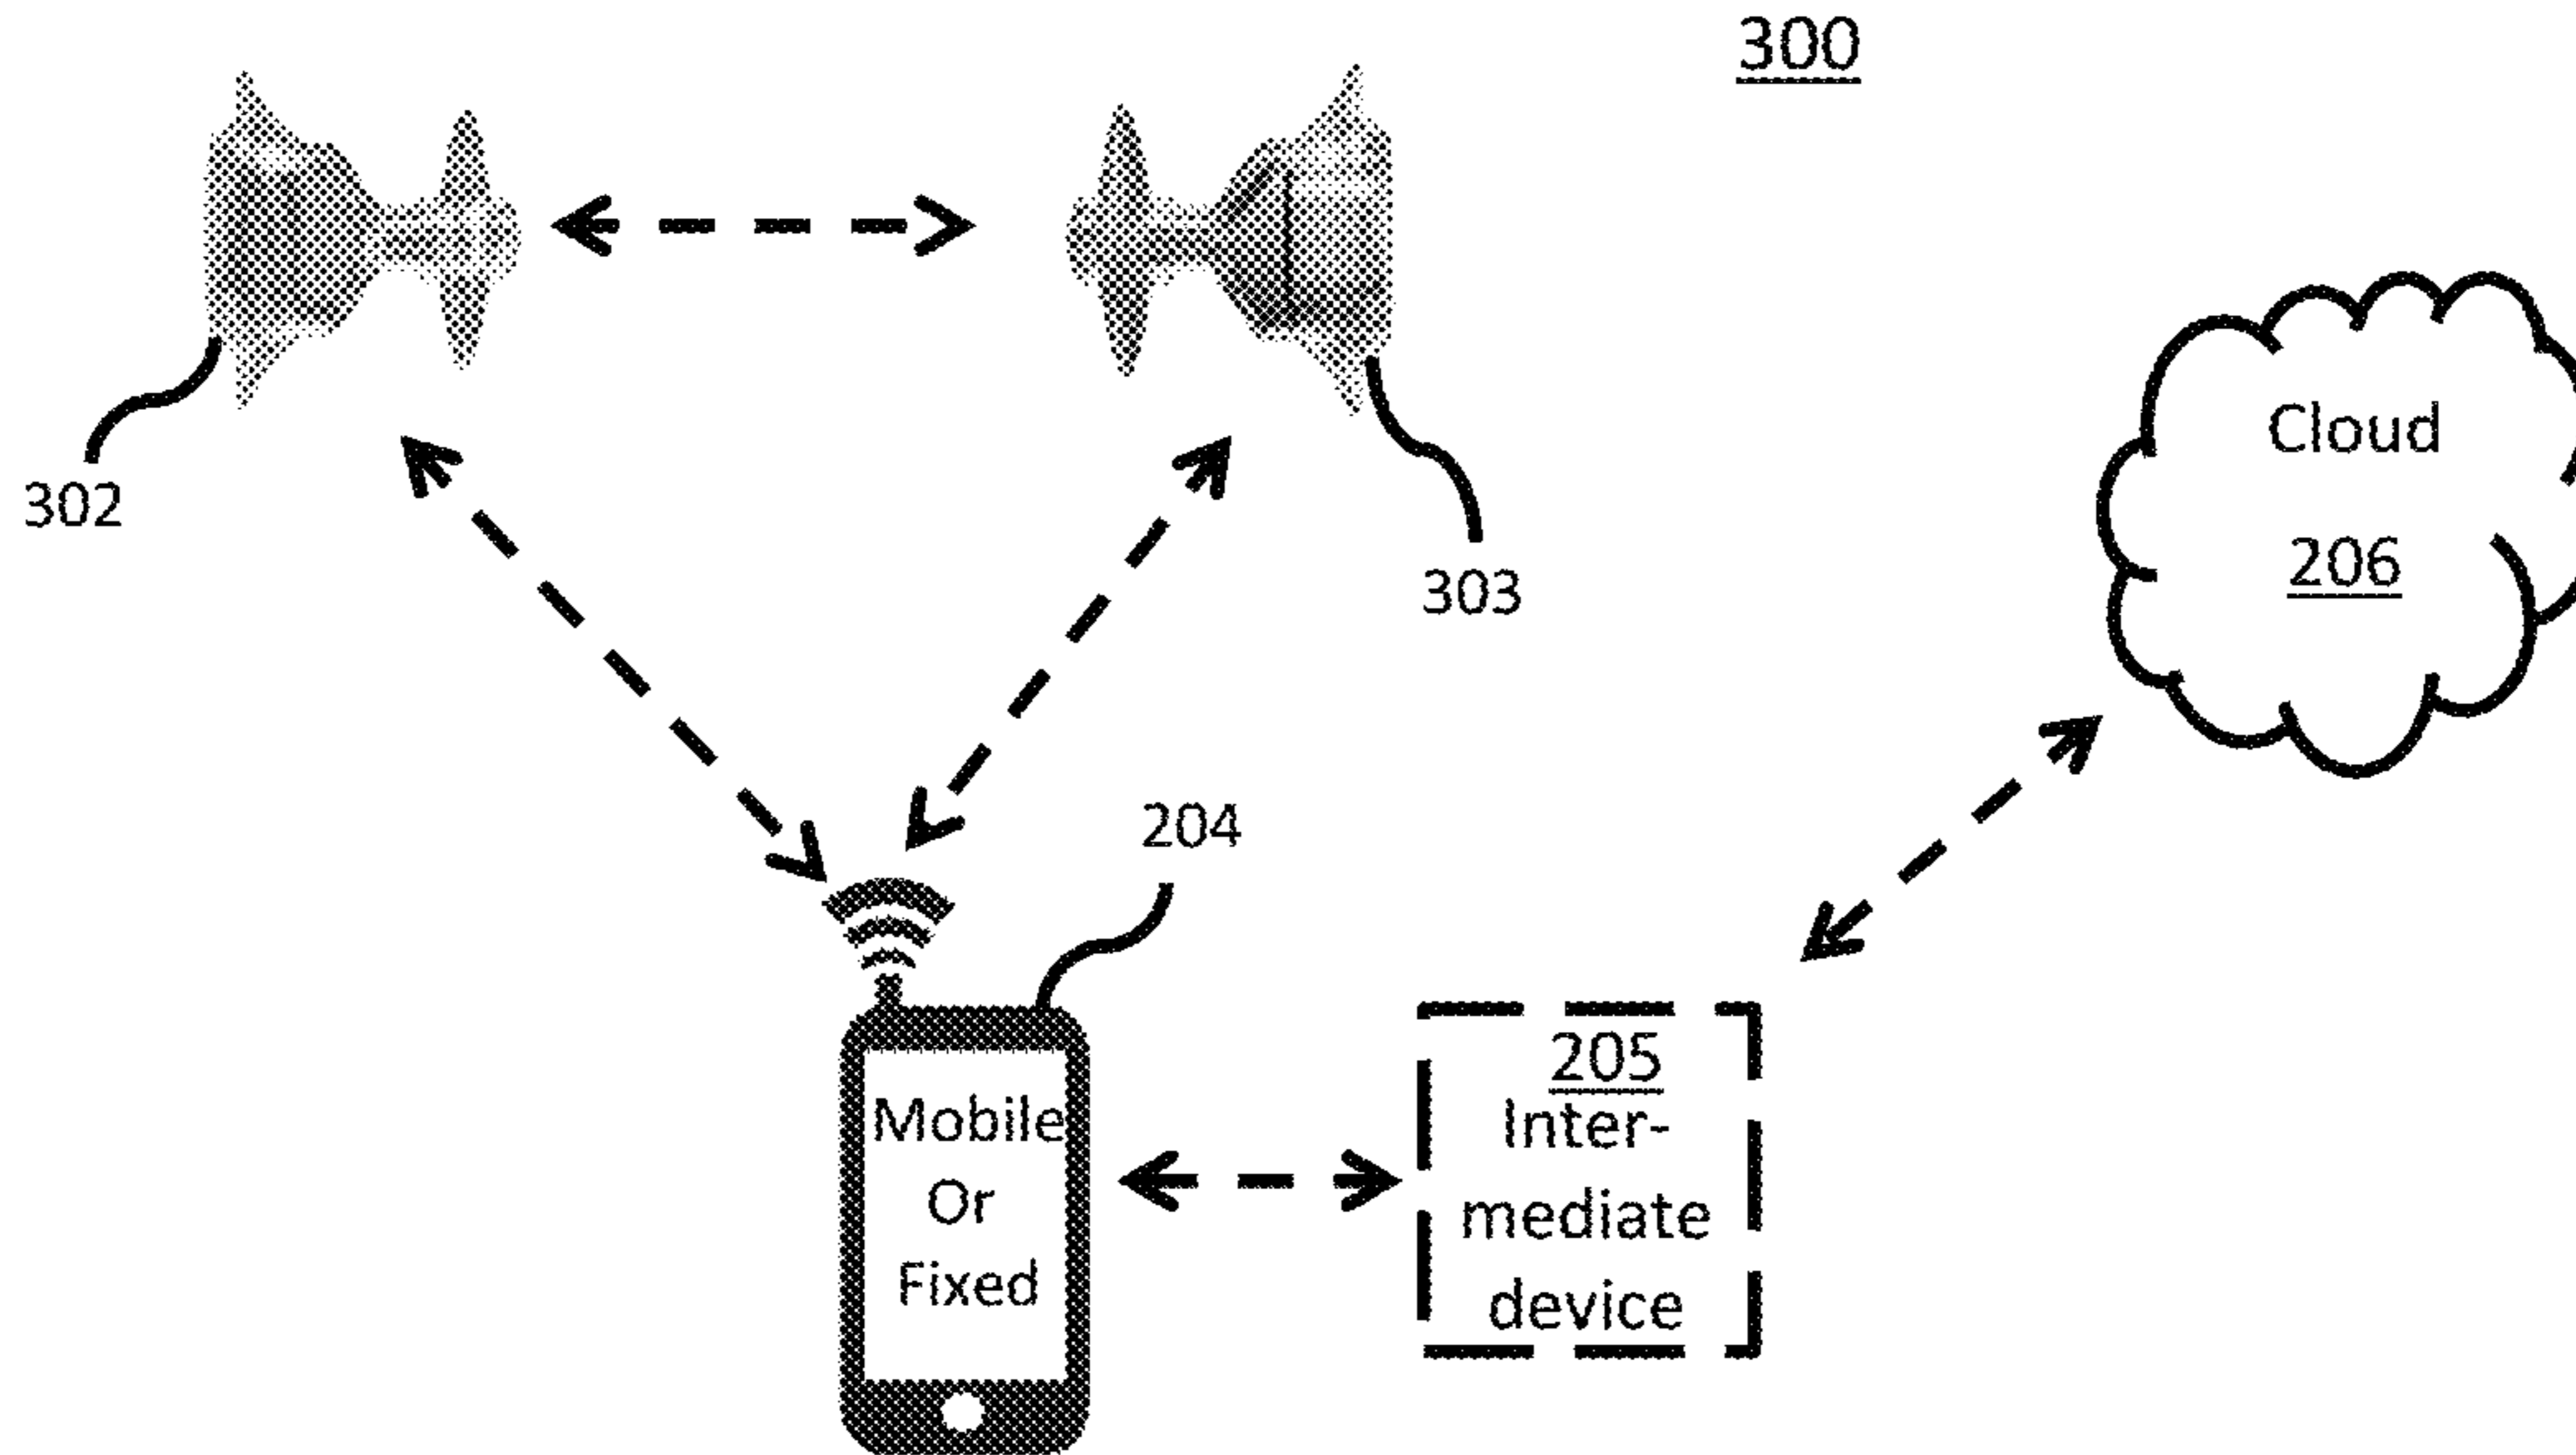 300
302
303
Cloud
206
204
Mobile
Or
Fixed
205
Inter-
mediate
device